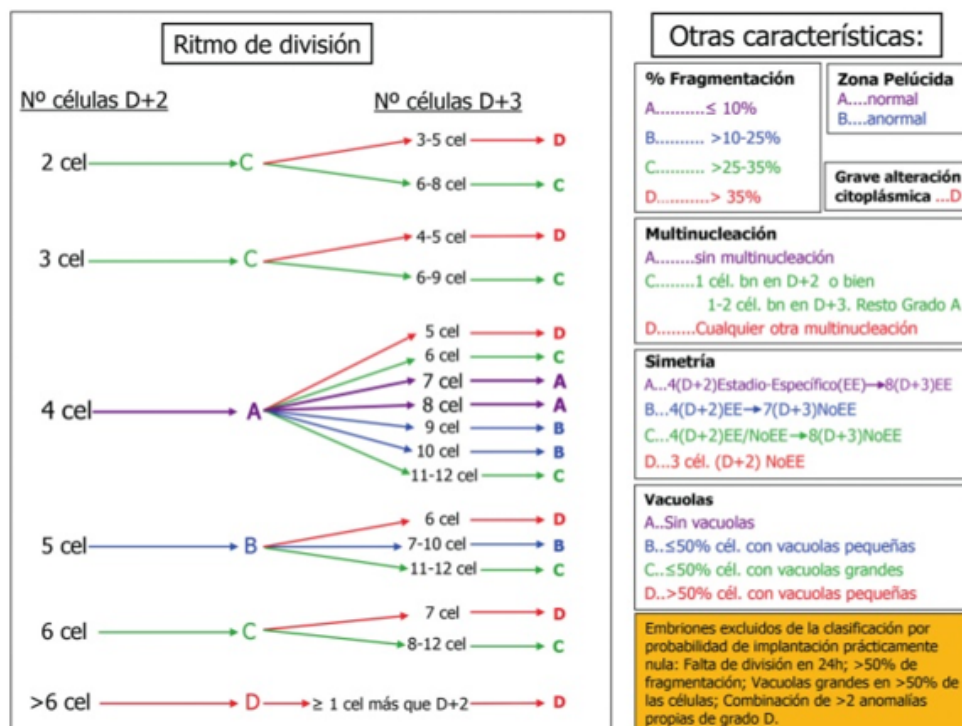 Ritmo de división
Nº células D+2
Nº células D+3
2 cel
C
3-5 cel
D
6-8 cel
C
3 cel
C
4-5 cel
D
6-9 cel
C
4 cel
A
5 cel
D
6 cel
C
7 cel
A
8 cel
A
9 cel
B
10 cel
B
11-12 cel
C
5 cel
B
6 cel
D
7-10 cel
B
11-12 cel
C
6 cel
C
7 cel
D
8-12 cel
C
>6 cel
D
≥ 1 cel más que D+2
D
Otras características:
% Fragmentación
A..........≤ 10%
B.......... >10-25%
C.......... >25-35%
D...........> 35%
Zona Pelúcida
A....normal
B....anormal
Grave alteración
citoplásmica ...D
Multinucleación
A........sin multinucleación
C........1 cél. bn en D+2 o bien
1-2 cél. bn en D+3. Resto Grado A
D........Cualquier otra multinucleación
Simetría
A...4(D+2)Estadio-Específico(EE)→8(D+3)EE
B...4(D+2)EE→7(D+3)NoEE
C...4(D+2)EE/NoEE→8(D+3)NoEE
D...3 cél. (D+2) NoEE
Vacuolas
A..Sin vacuolas
B..≤50% cél. con vacuolas pequeñas
C..≤50% cél. con vacuolas grandes
D..>50% cél. con vacuolas pequeñas
Embriones excluidos de la clasificación por
probabilidad de implantación prácticamente
nula: Falta de división en 24h; >50% de
fragmentación; Vacuolas grandes en >50% de
las células; Combinación de >2 anomalías
propias de grado D.